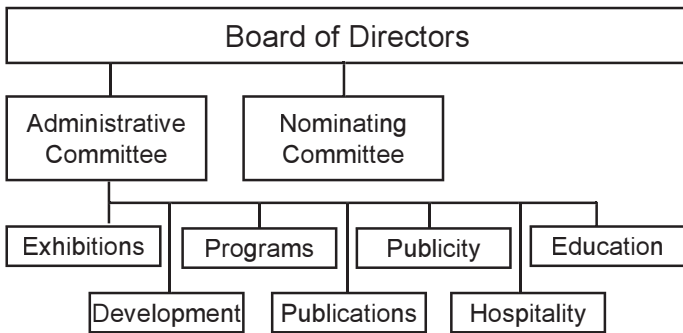 Board of Directors
Administrative
Committee
Nominating
Committee
Exhibitions
Programs
Publicity
Education
Development
Publications
Hospitality